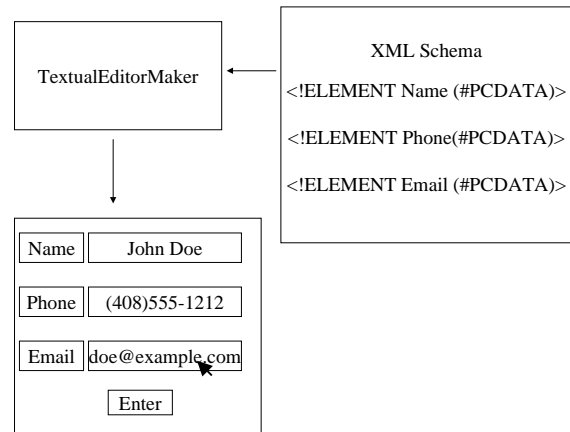 TextualEditorMaker
XML Schema
<!ELEMENT Name (#PCDATA)>
<!ELEMENT Phone(#PCDATA)>
<!ELEMENT Email (#PCDATA)>
Name John Doe
Phone (408)555-1212
Email doe@example.com
Enter